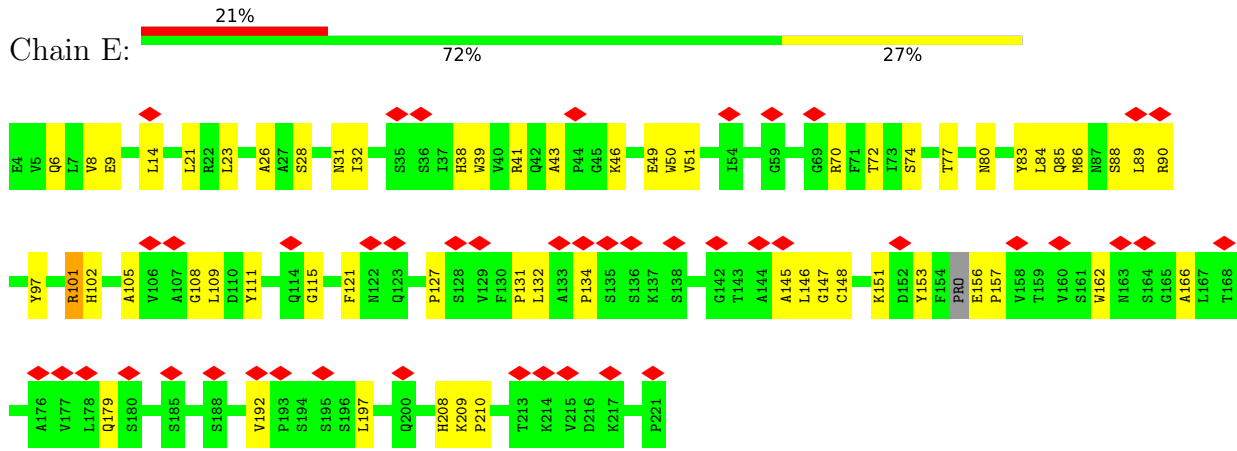 21%
Chain E:
72% 27%
E4 V5 Q6 L7 V8 E9 L14 L21 R22 L23 A26 A27 S28 N31 I32 S35 S36 I37 H38 W39 V40 R41 Q42 A43 P44 G45 K46 E49 W50 V51 I54 G59 G69 R70 F71 T72 I73 S74 T77 N80 Y83 L84 Q85 M86 N87 S88 L89 R90
Y97 R101 H102 A105 V106 A107 G108 L109 D110 Y111 Q114 G115 F121 N122 Q123 P127 S128 V129 F130 P131 L132 A133 P134 S135 S136 K137 S138 G142 T143 A144 A145 L146 G147 C148 K151 D152 Y153 F154 PRO E156 P157 V158 T159 V160 S161 W162 N163 S164 G165 A166 L167 T168
A176 V177 L178 Q179 S180 S185 S188 V192 P193 S194 S195 S196 L197 Q200 H208 K209 P210 T213 K214 V215 D216 K217 P221